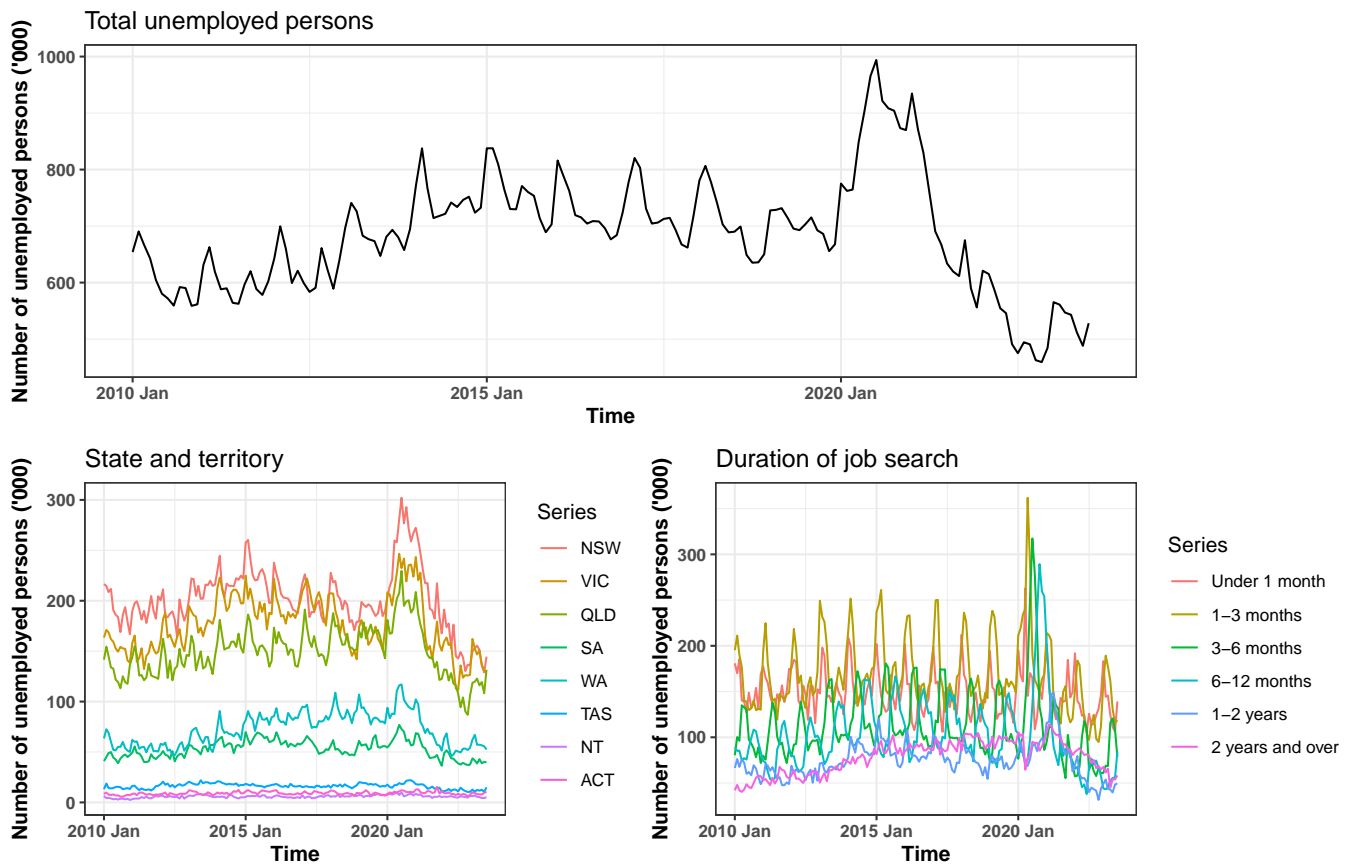 Total unemployed persons
Number of unemployed persons ('000)
1000
800
600
2010 Jan
2015 Jan
2020 Jan
Time
State and territory
Number of unemployed persons ('000)
300
200
100
0
2010 Jan
2015 Jan
2020 Jan
Time
Series
NSW
VIC
QLD
SA
WA
TAS
NT
ACT
Duration of job search
Number of unemployed persons ('000)
300
200
100
2010 Jan
2015 Jan
2020 Jan
Time
Series
Under 1 month
1–3 months
3–6 months
6–12 months
1–2 years
2 years and over